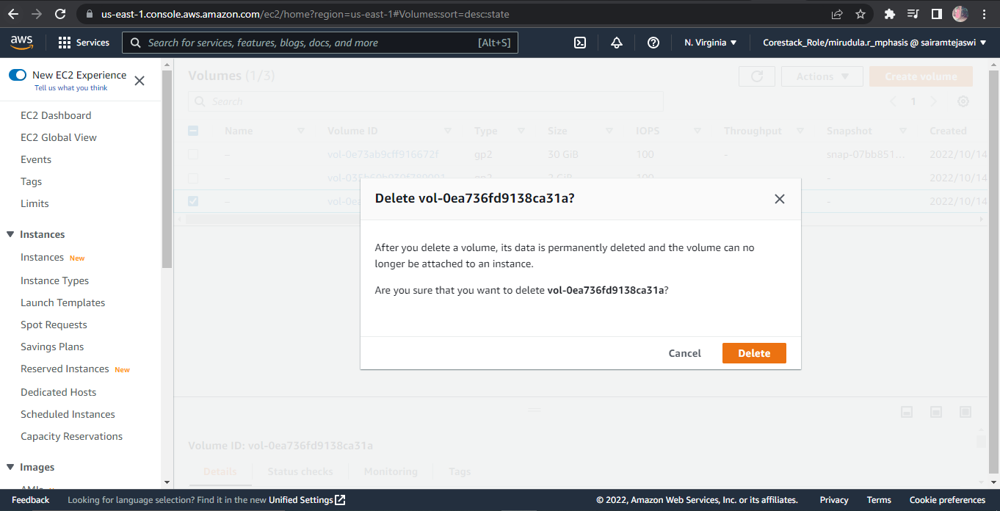 us-east-1.console.aws.amazon.com/ec2/home?region=us-east-1#Volumes:sort=desc:state
aws
Services
Search for services, features, blogs, docs, and more
[Alt+S]
N. Virginia
Corestack_Role/mirudula.r_mphasis @ sairamtejaswi
New EC2 Experience
Tell us what you think
EC2 Dashboard
EC2 Global View
Events
Tags
Limits
Instances
Instances New
Instance Types
Launch Templates
Spot Requests
Savings Plans
Reserved Instances New
Dedicated Hosts
Scheduled Instances
Capacity Reservations
Images
Volumes (1/3)
Actions
Create volume
Search
1
Name Volume ID Type Size IOPS Throughput Snapshot Created
– vol-0e73ab9cff916672f gp2 30 GiB 100 - snap-07bb851... 2022/10/14
– gp2 2 GiB 100 - 2022/10/14
– vol-0ea - 2022/10/14
Delete vol-0ea736fd9138ca31a?
After you delete a volume, its data is permanently deleted and the volume can no
longer be attached to an instance.
Are you sure that you want to delete vol-0ea736fd9138ca31a?
Cancel
Delete
Volume ID: vol-0ea736fd9138ca31a
Details
Status checks
Monitoring
Tags
Feedback
Looking for language selection? Find it in the new Unified Settings
© 2022, Amazon Web Services, Inc. or its affiliates.
Privacy
Terms
Cookie preferences